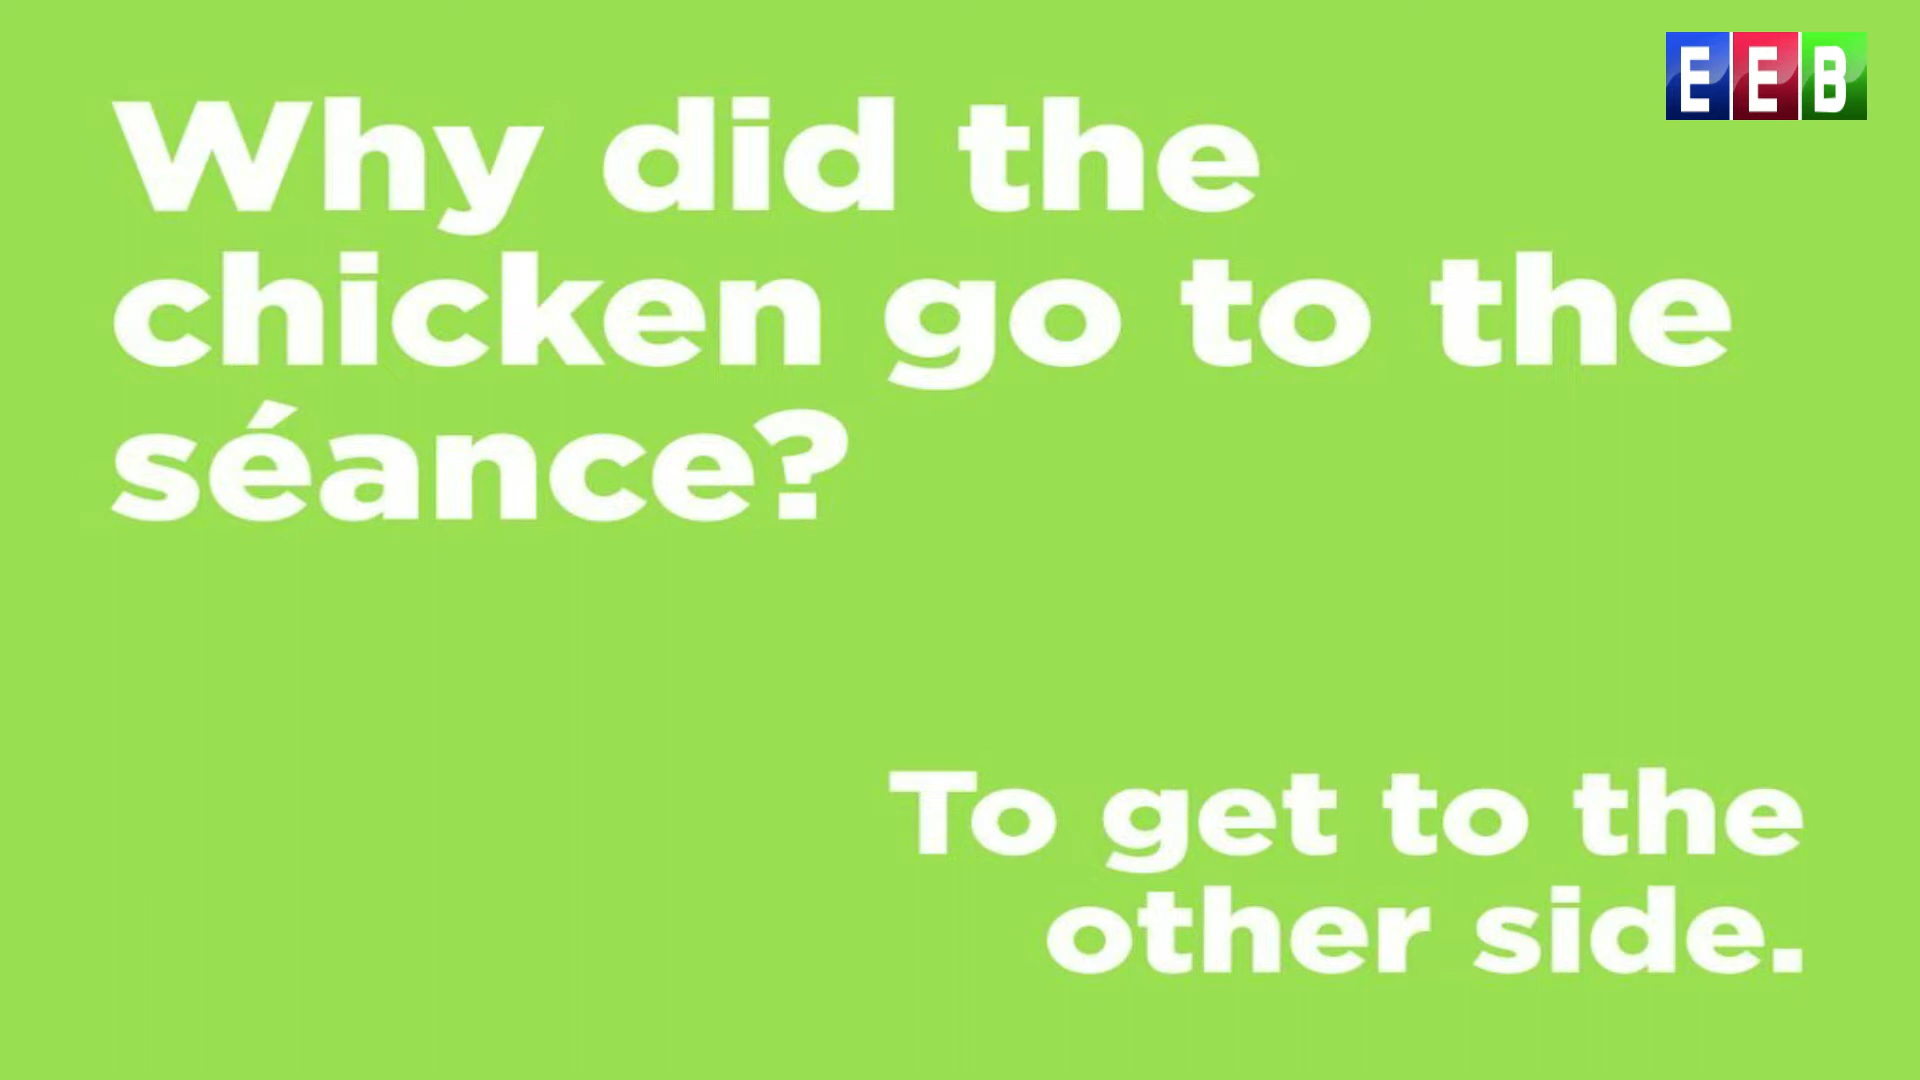 EEB
Why did the
chicken go to the
séance?
To get to the
other side.